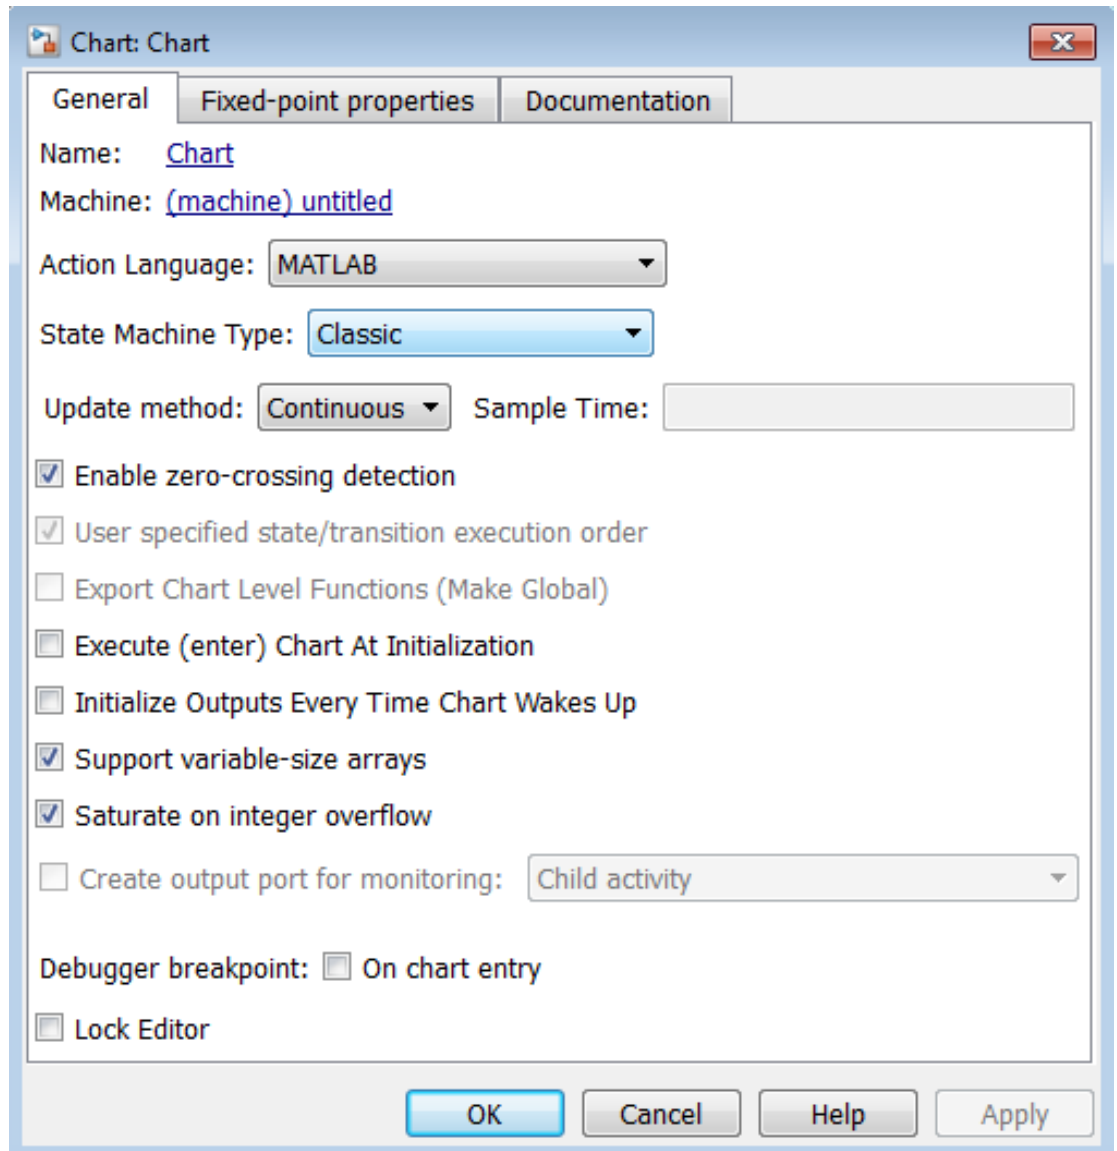 Chart: Chart
General Fixed-point properties Documentation
Name: Chart
Machine: (machine) untitled
Action Language: MATLAB
State Machine Type: Classic
Update method: Continuous Sample Time:
Enable zero-crossing detection
User specified state/transition execution order
Export Chart Level Functions (Make Global)
Execute (enter) Chart At Initialization
Initialize Outputs Every Time Chart Wakes Up
Support variable-size arrays
Saturate on integer overflow
Create output port for monitoring: Child activity
Debugger breakpoint: On chart entry
Lock Editor
OK Cancel Help Apply